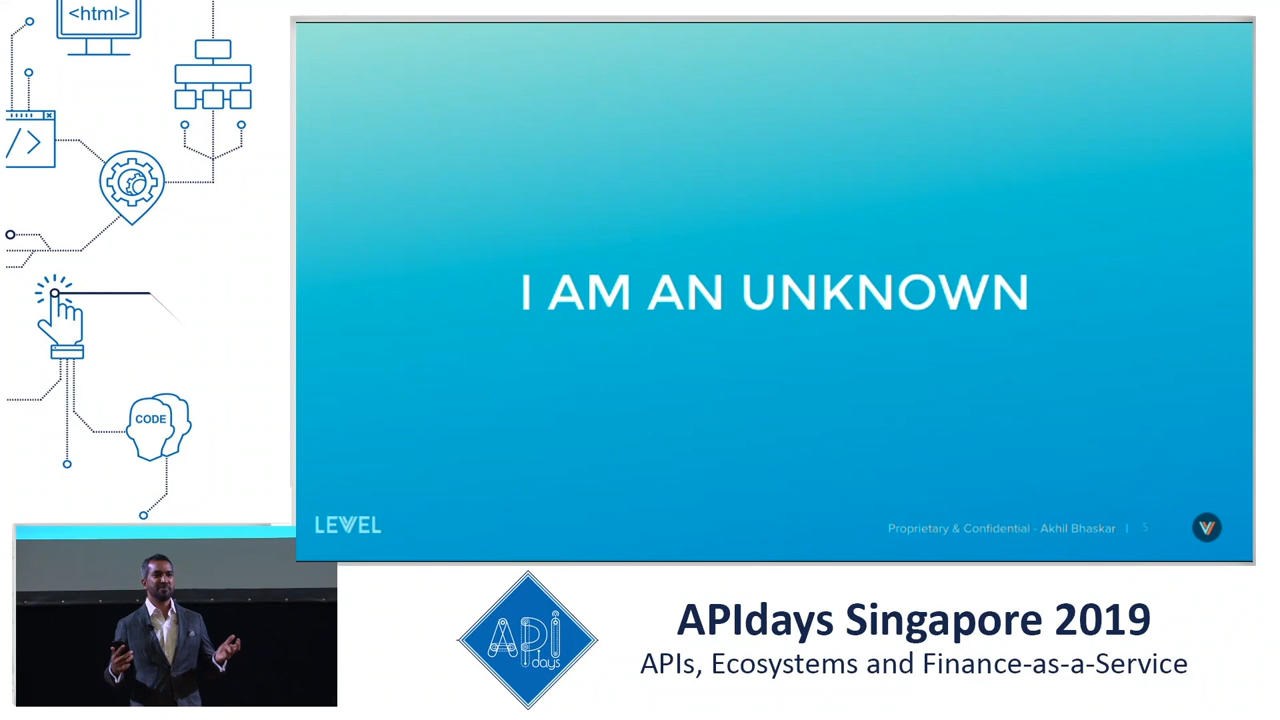 <html>
CODE
I AM AN UNKNOWN
LEVEL
Proprietary & Confidential - Akhil Bhaskar | 5
API
days
APIdays Singapore 2019
APIs, Ecosystems and Finance-as-a-Service